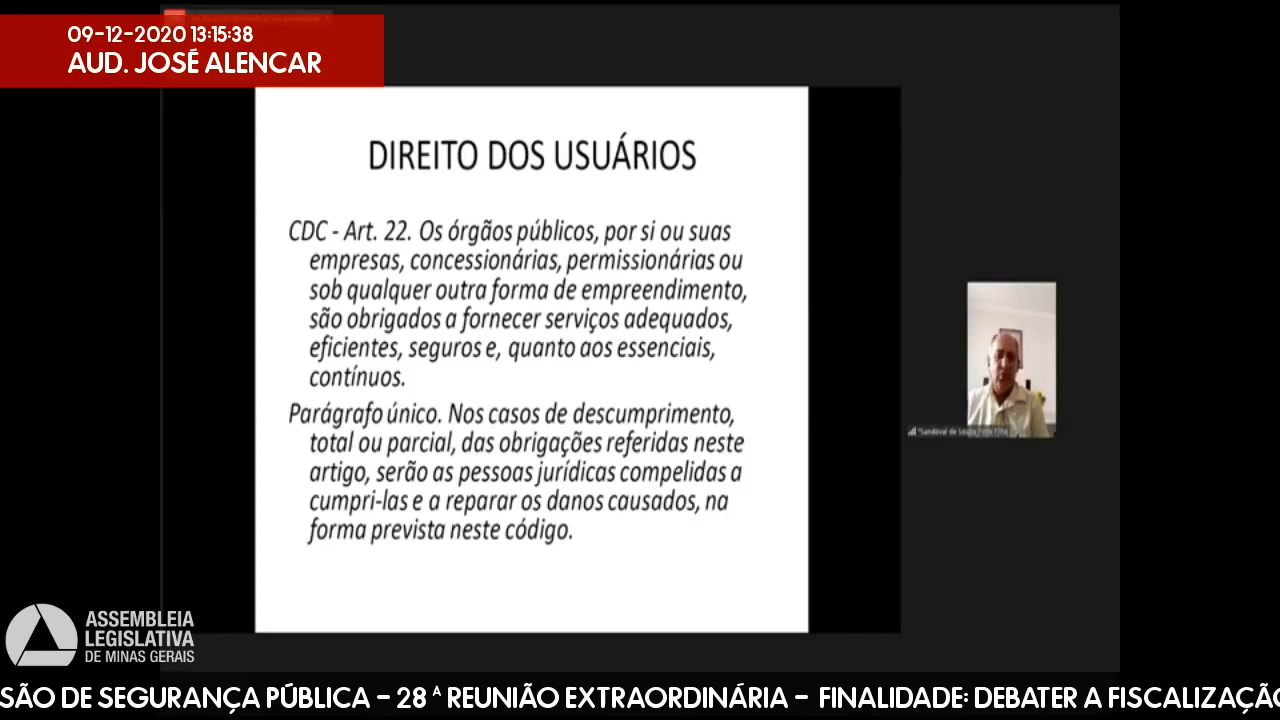 09-12-2020 13:15:38
AUD. JOSÉ ALENCAR
DIREITO DOS USUÁRIOS
CDC - Art. 22. Os órgãos públicos, por si ou suas
empresas, concessionárias, permissionárias ou
sob qualquer outra forma de empreendimento,
são obrigados a fornecer serviços adequados,
eficientes, seguros e, quanto aos essenciais,
contínuos.
Parágrafo único. Nos casos de descumprimento,
total ou parcial, das obrigações referidas neste
artigo, serão as pessoas jurídicas compelidas a
cumpri-las e a reparar os danos causados, na
forma prevista neste código.
*Sandoval de Souza
ASSEMBLEIA
LEGISLATIVA
DE MINAS GERAIS
SÃO DE SEGURANÇA PÚBLICA - 28ª REUNIÃO EXTRAORDINÁRIA - FINALIDADE: DEBATER A FISCALIZAÇÃO